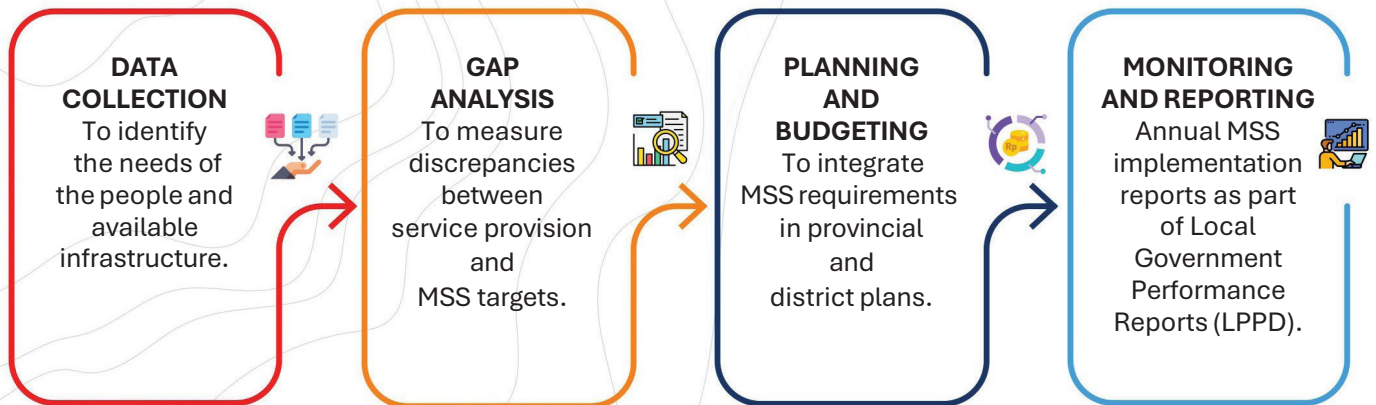 DATA
COLLECTION
To identify
the needs of
the people and
available
infrastructure.
GAP
ANALYSIS
To measure
discrepancies
between
service provision
and
MSS targets.
PLANNING
AND
BUDGETING
To integrate
MSS requirements
in provincial
and
district plans.
Rp
MONITORING
AND REPORTING
Annual MSS
implementation
reports as part
of Local
Government
Performance
Reports (LPPD).